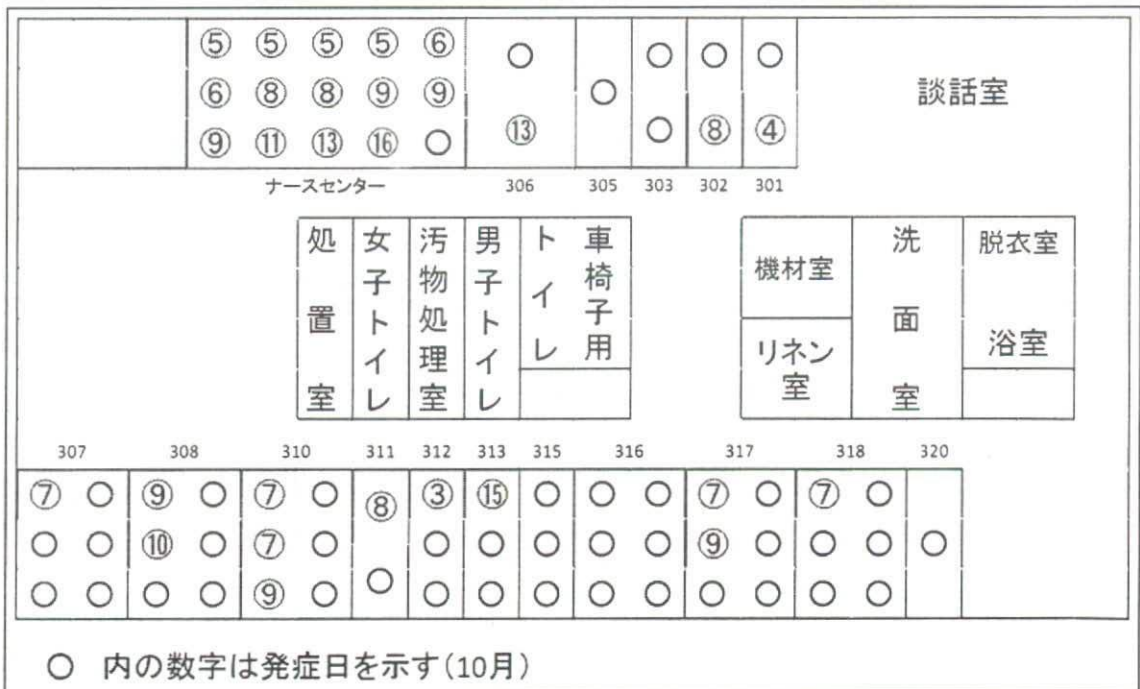 ⑤ ⑤ ⑤ ⑤ ⑥
⑥ ⑧ ⑧ ⑨ ⑨
⑨ ⑪ ⑬ ⑯ ○
○
⑬
○
○
○
○
⑧
○
④
談話室
ナースセンター 306 305 303 302 301
処置室
女子トイレ
汚物処理室
男子トイレ
車椅子用
トイレ
機材室
リネン
室
洗面室
脱衣室
浴室
307 308 310 311 312 313 315 316 317 318 320
⑦ ○ ⑨ ○ ⑦ ○ ⑧ ③ ⑮ ○ ○ ○ ⑦ ○ ⑦ ○
○ ○ ⑩ ○ ⑦ ○ ○ ○ ○ ○ ○ ⑨ ○ ○ ○ ○
○ ○ ○ ○ ⑨ ○ ○ ○ ○ ○ ○ ○ ○ ○ ○ ○
○ 内の数字は発症日を示す(10月)